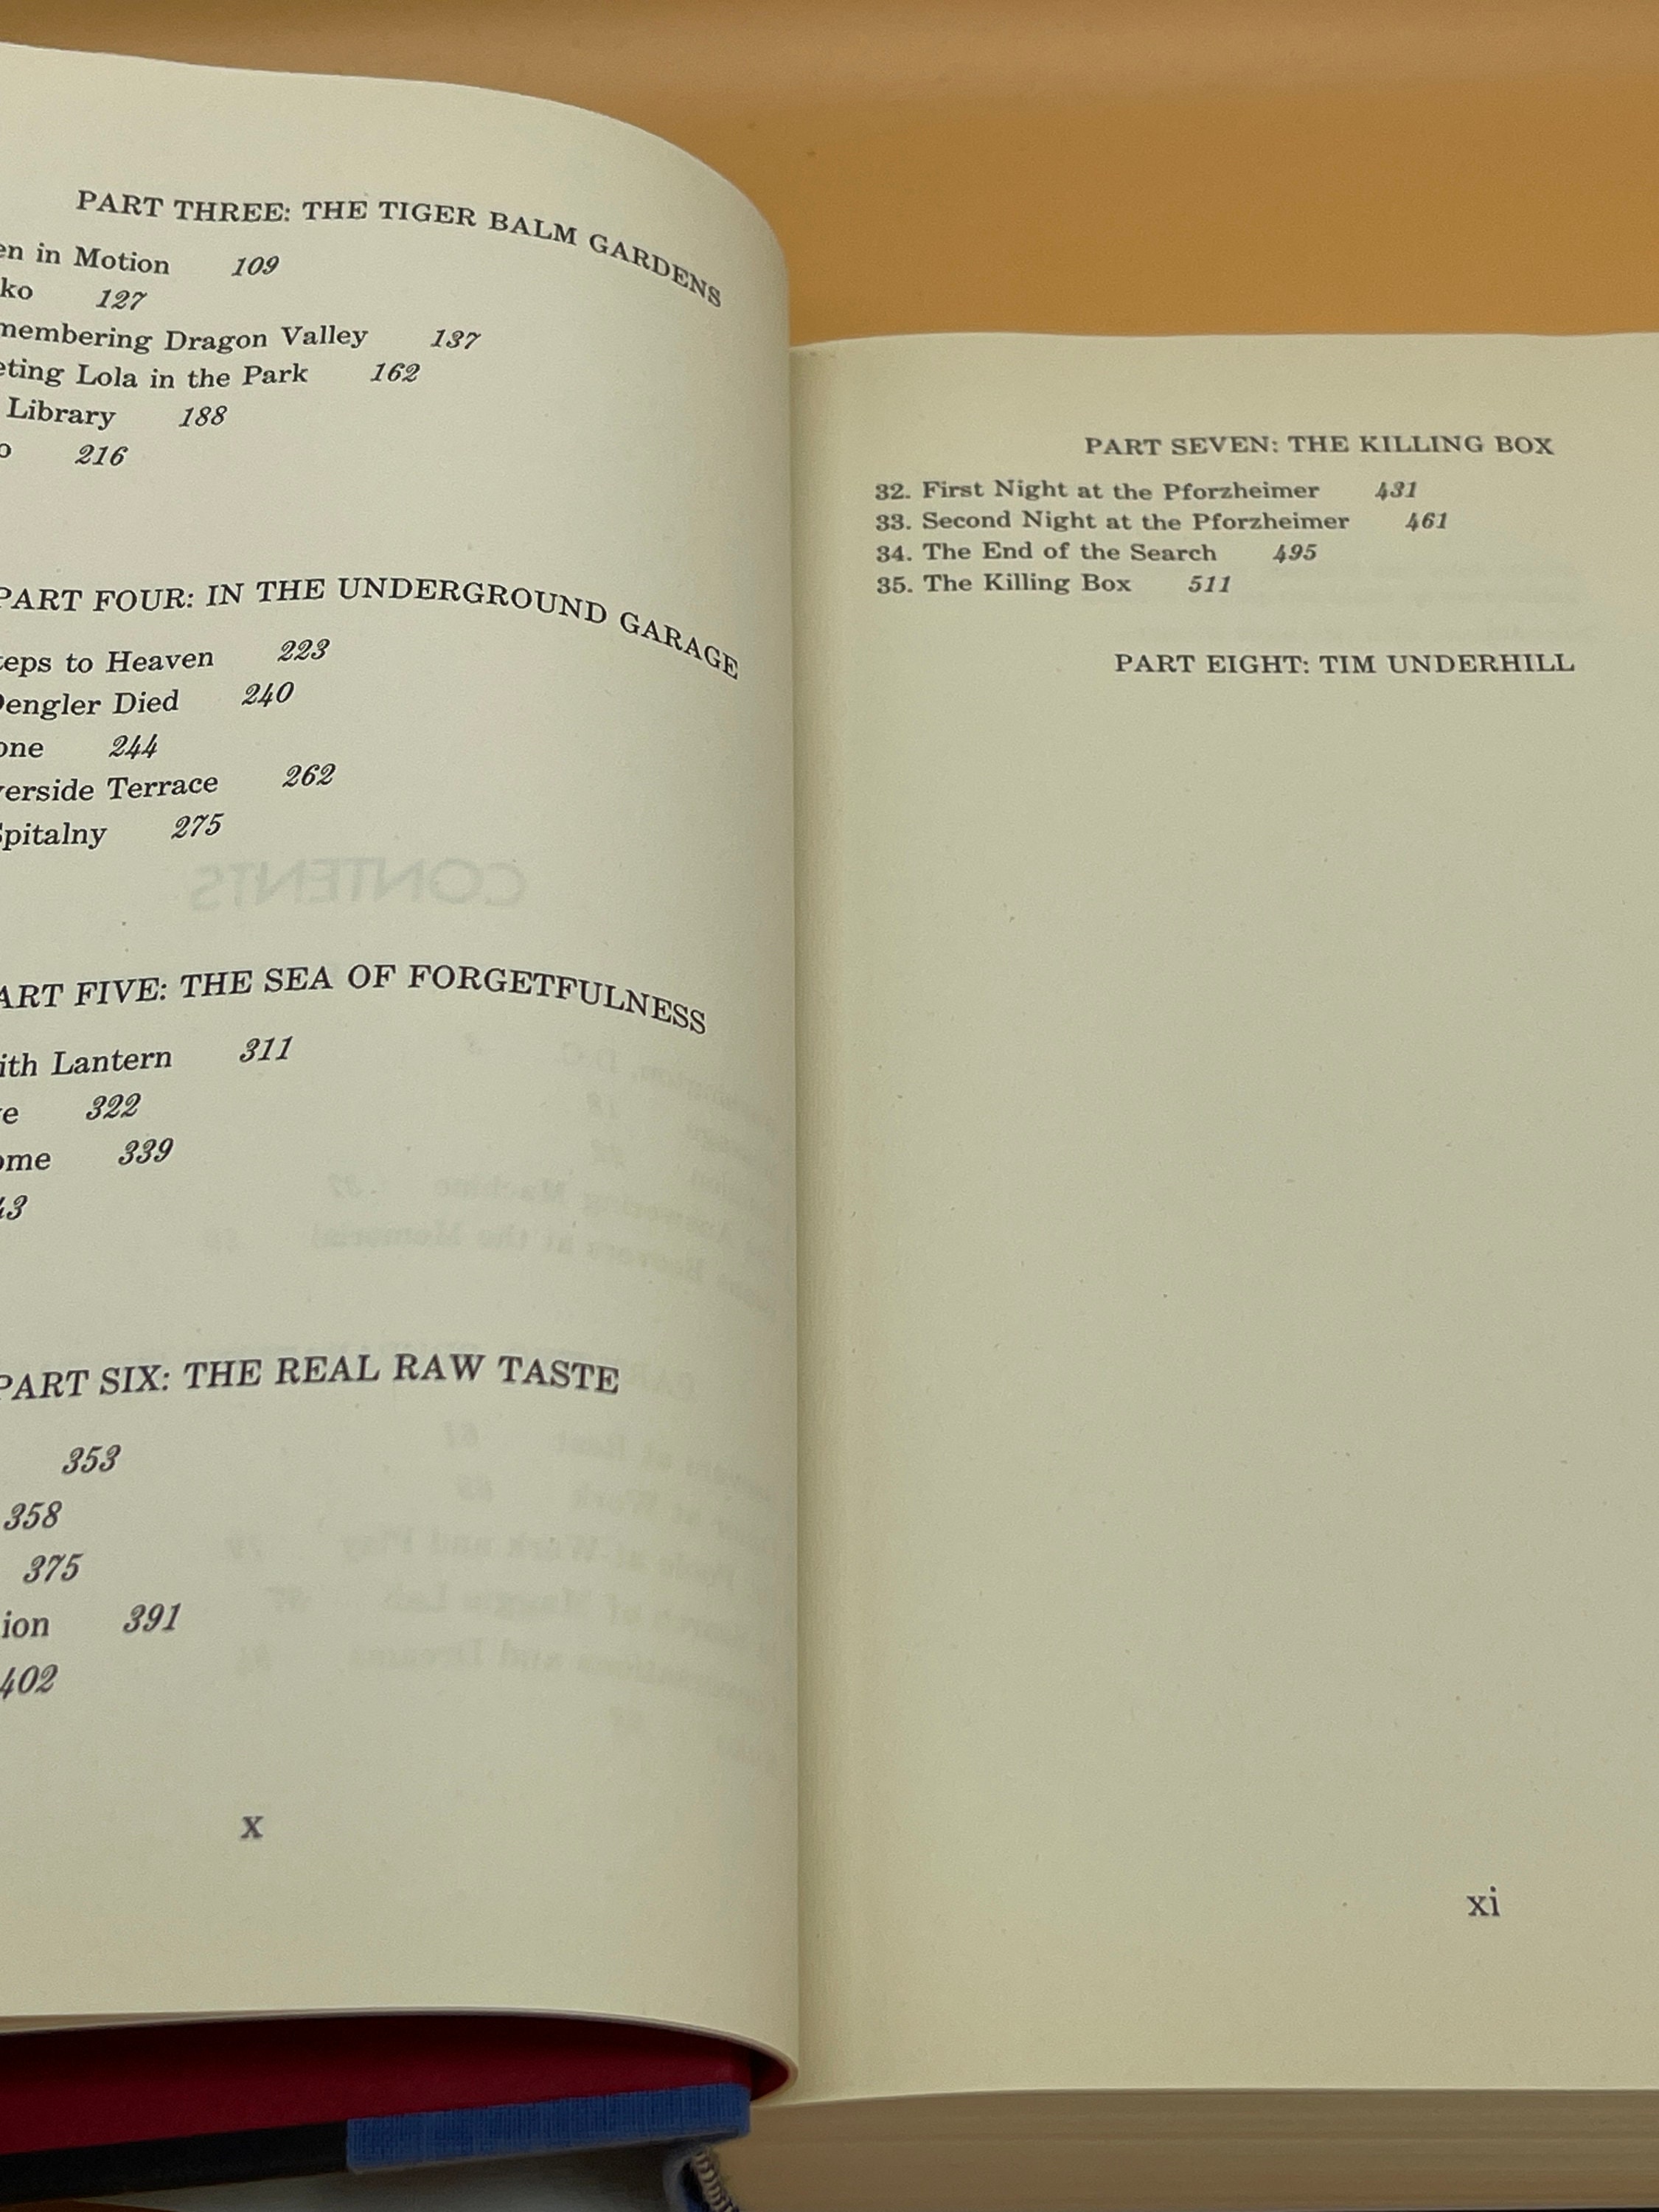 PART THREE: THE TIGER BALM GARDENS
en in Motion 109
ko 127
membering Dragon Valley 137
eting Lola in the Park 162
Library 188
o 216
PART FOUR: IN THE UNDERGROUND GARAGE
teps to Heaven 223
Dengler Died 240
one 244
verside Terrace 262
Spitalny 275
CONTENTS
ART FIVE: THE SEA OF FORGETFULNESS
ith Lantern 311
e 322
ome 339
43
PART SIX: THE REAL RAW TASTE
353
358
375
ion 391
402
x
PART SEVEN: THE KILLING BOX
32. First Night at the Pforzheimer 431
33. Second Night at the Pforzheimer 461
34. The End of the Search 495
35. The Killing Box 511
PART EIGHT: TIM UNDERHILL
xi